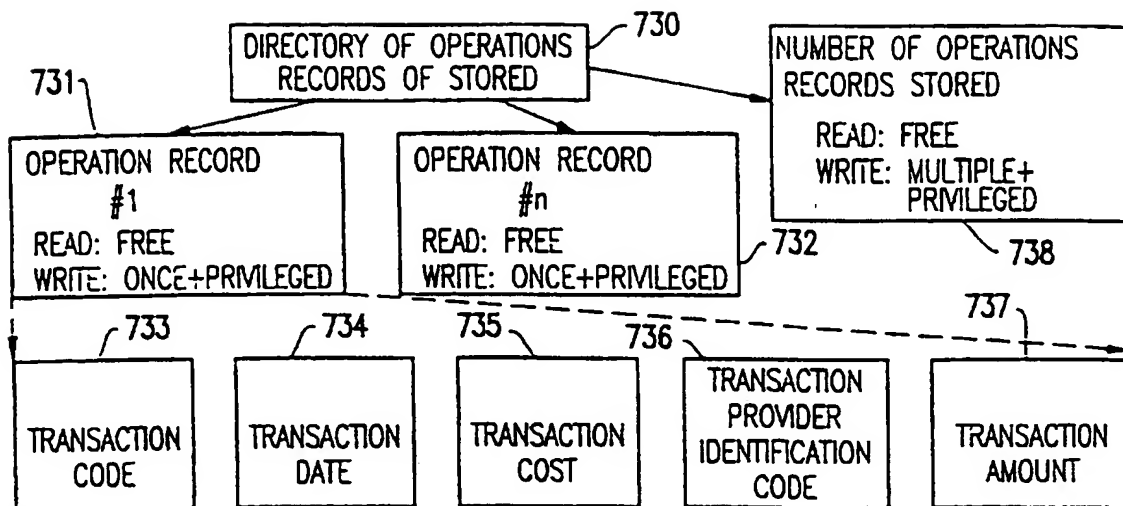 730
DIRECTORY OF OPERATIONS
RECORDS OF STORED
NUMBER OF OPERATIONS
RECORDS STORED
READ: FREE
WRITE: MULTIPLE+
PRIVILEGED
738
731
OPERATION RECORD
#1
READ: FREE
WRITE: ONCE+PRIVILEGED
OPERATION RECORD
#n
READ: FREE
WRITE: ONCE+PRIVILEGED
732
733
734
735
736
737
TRANSACTION
CODE
TRANSACTION
DATE
TRANSACTION
COST
TRANSACTION
PROVIDER
IDENTIFICATION
CODE
TRANSACTION
AMOUNT